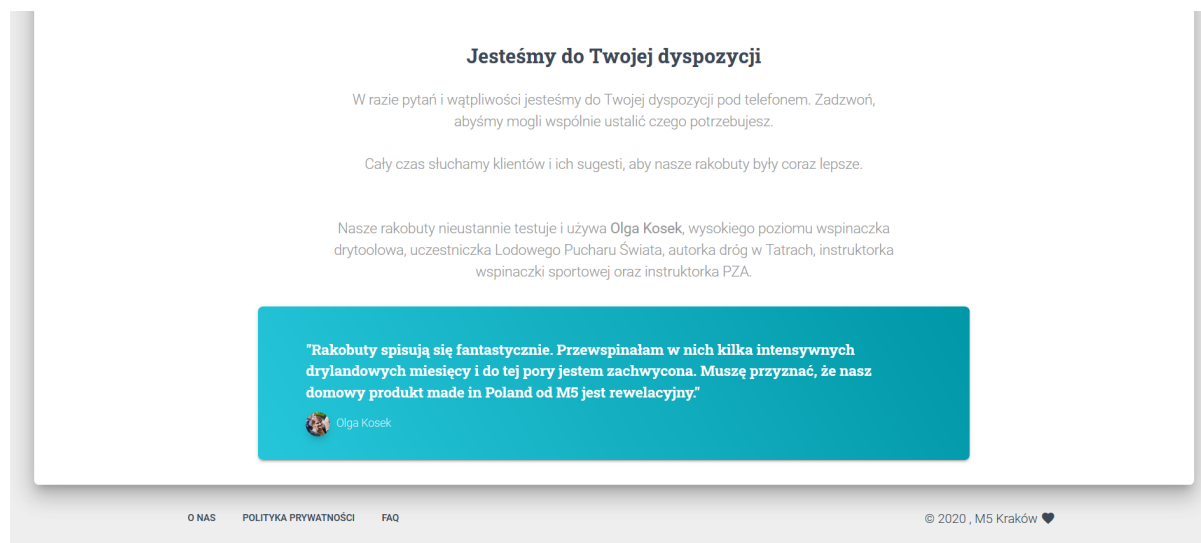 Jesteśmy do Twojej dyspozycji
W razie pytań i wątpliwości jesteśmy do Twojej dyspozycji pod telefonem. Zadzwoń,
abyśmy mogli wspólnie ustalić czego potrzebujesz.
Cały czas słuchamy klientów i ich sugesti, aby nasze rakobuty były coraz lepsze.
Nasze rakobuty nieustannie testuje i używa Olga Kosek, wysokiego poziomu wspinaczka
drytoolowa, uczestniczka Lodowego Pucharu Świata, autorka dróg w Tatrach, instruktorka
wspinaczki sportowej oraz instruktorka PZA.
"Rakobuty spisują się fantastycznie. Przewspinałam w nich kilka intensywnych
drylandowych miesięcy i do tej pory jestem zachwycona. Muszę przyznać, że nasz
domowy produkt made in Poland od M5 jest rewelacyjny."
Olga Kosek
O NAS POLITYKA PRYWATNOŚCI FAQ © 2020 , M5 Kraków ♥